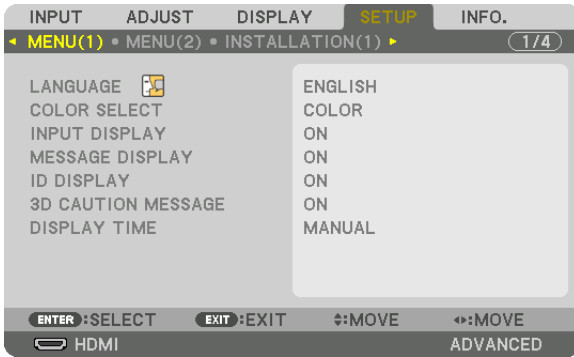 INPUT ADJUST DISPLAY SETUP INFO.
MENU(1) • MENU(2) • INSTALLATION(1) 1/4
LANGUAGE ENGLISH
COLOR SELECT COLOR
INPUT DISPLAY ON
MESSAGE DISPLAY ON
ID DISPLAY ON
3D CAUTION MESSAGE ON
DISPLAY TIME MANUAL
ENTER :SELECT EXIT :EXIT :MOVE :MOVE
HDMI ADVANCED